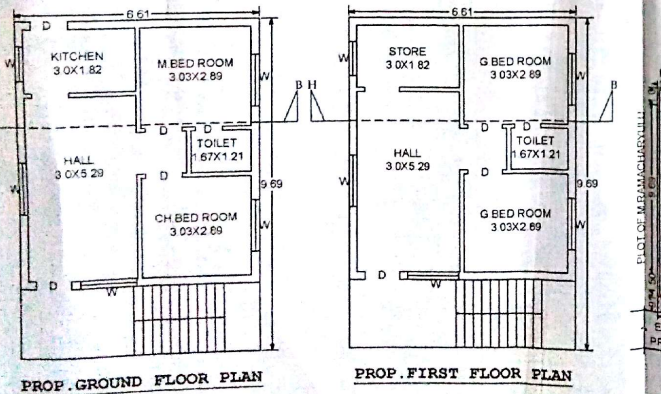 6.61
D
KITCHEN
3.0X1.82
M.BED ROOM
3.03X2.89
W
W
B
D
D
TOILET
1.67X1.21
HALL
3.0X5.29
D
9.69
W
CH.BED ROOM
3.03X2.89
W
D
W
PROP.GROUND FLOOR PLAN
6.61
STORE
3.0X1.82
G.BED ROOM
3.03X2.89
W
W
H
B
D
D
TOILET
1.67X1.21
HALL
3.0X5.29
D
9.69
W
G.BED ROOM
3.03X2.89
W
D
W
PROP.FIRST FLOOR PLAN
PLOT OF M.RAMACHARYULU